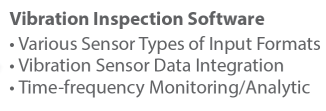 Vibration Inspection Software
• Various Sensor Types of Input Formats
• Vibration Sensor Data Integration
• Time-frequency Monitoring/Analytic